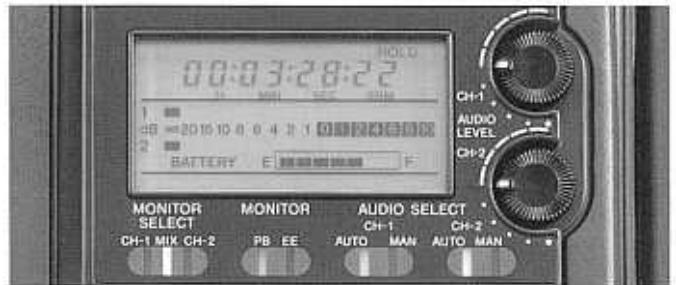 HOLD
00:03:28:22
H MIN SEC FRM
CH-1
1
AUDIO
LEVEL
dB -∞ 20 15 10 8 6 4 2 1 0 1 2 4 6 8 10
2
CH-2
BATTERY E F
MONITOR
SELECT
MONITOR
AUDIO SELECT
CH-1 CH-2
CH-1 MIX CH-2
PB EE
AUTO MAN
AUTO MAN